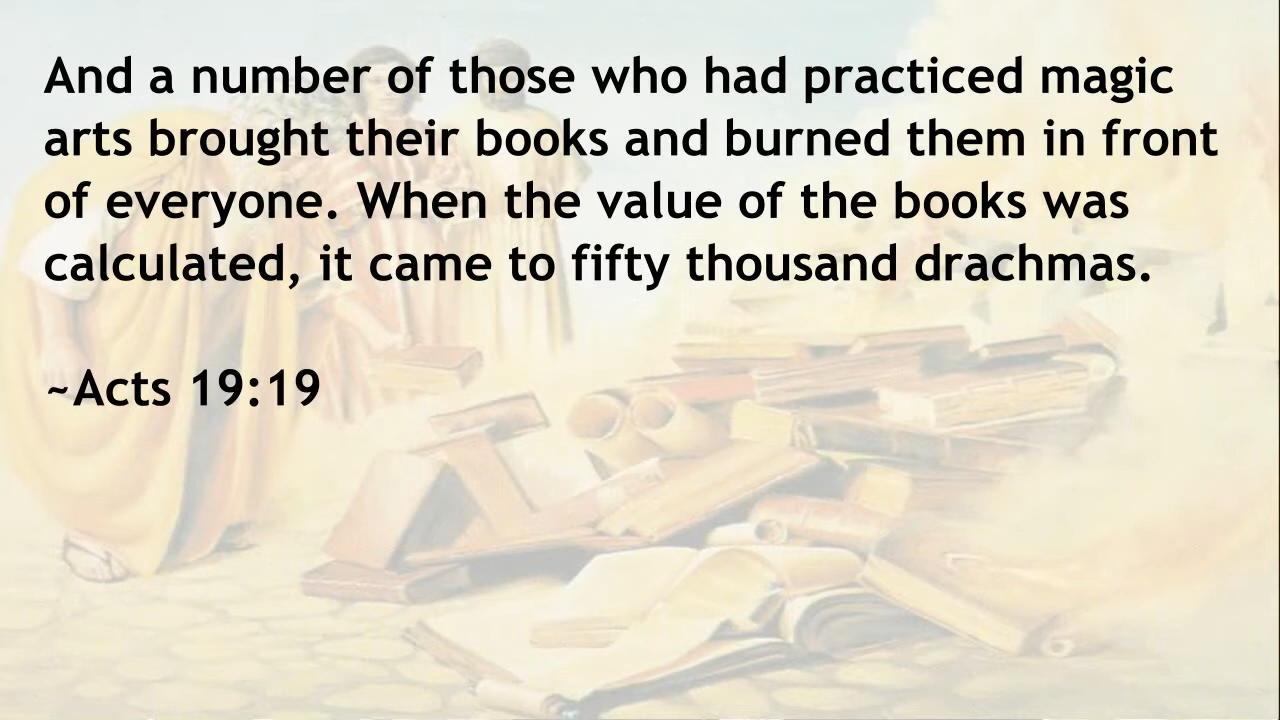 And a number of those who had practiced magic
arts brought their books and burned them in front
of everyone. When the value of the books was
calculated, it came to fifty thousand drachmas.
~Acts 19:19